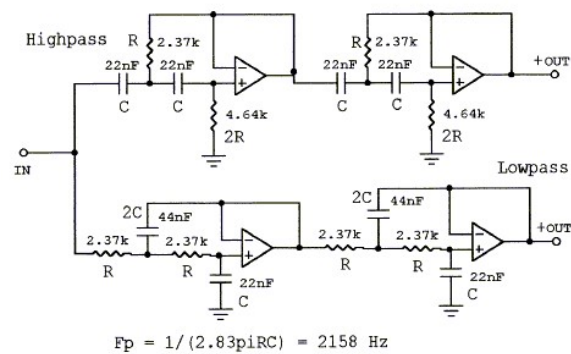 Highpass
R 2.37k
22nF 22nF
C C
4.64k
2R
R 2.37k
22nF 22nF
C C
4.64k
2R
+OUT
IN
Lowpass
2C 44nF
2.37k 2.37k
R R
22nF
C
2C 44nF
2.37k 2.37k
R R
22nF
C
+OUT
Fp = 1/(2.83piRC) = 2158 Hz